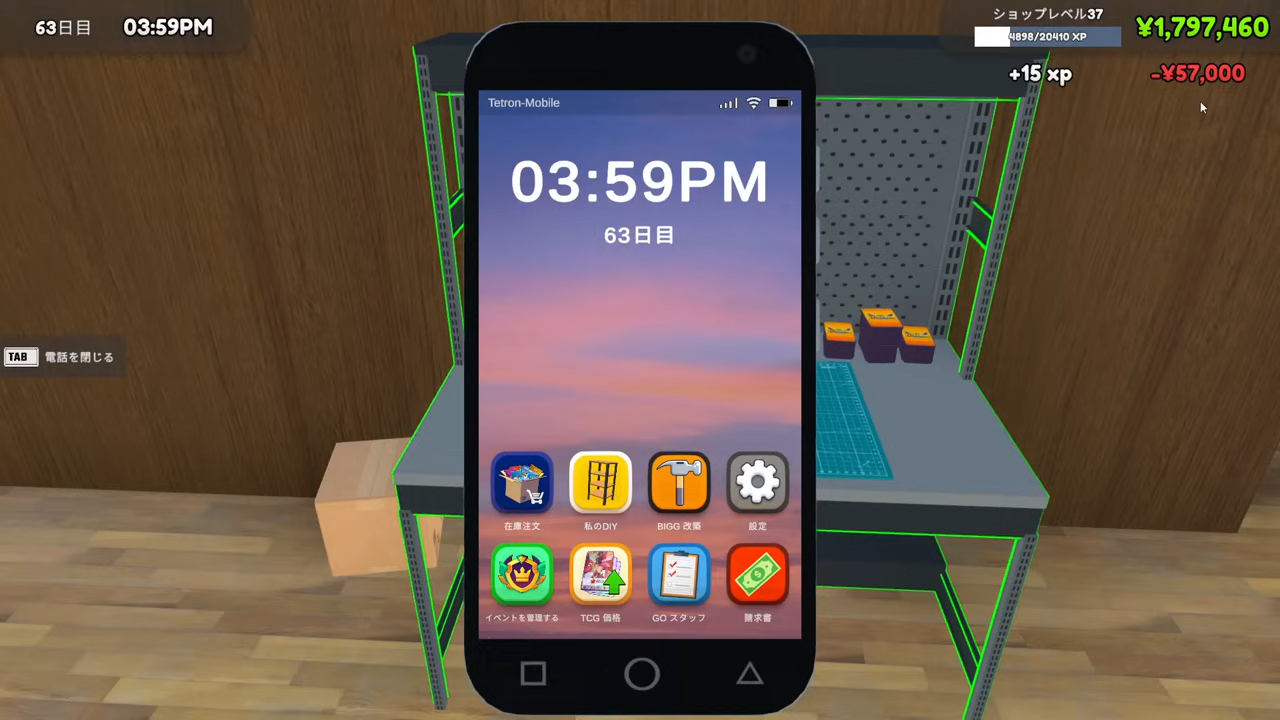 63日目 03:59PM
ショップレベル37
4898/20410 XP
¥1,797,460
+15 xp
-¥57,000
Tetron-Mobile
03:59PM
63日目
TAB 電話を閉じる
在庫注文 私のDIY BIGG 改築 設定
イベントを管理する TCG 価格 GO スタッフ 請求書